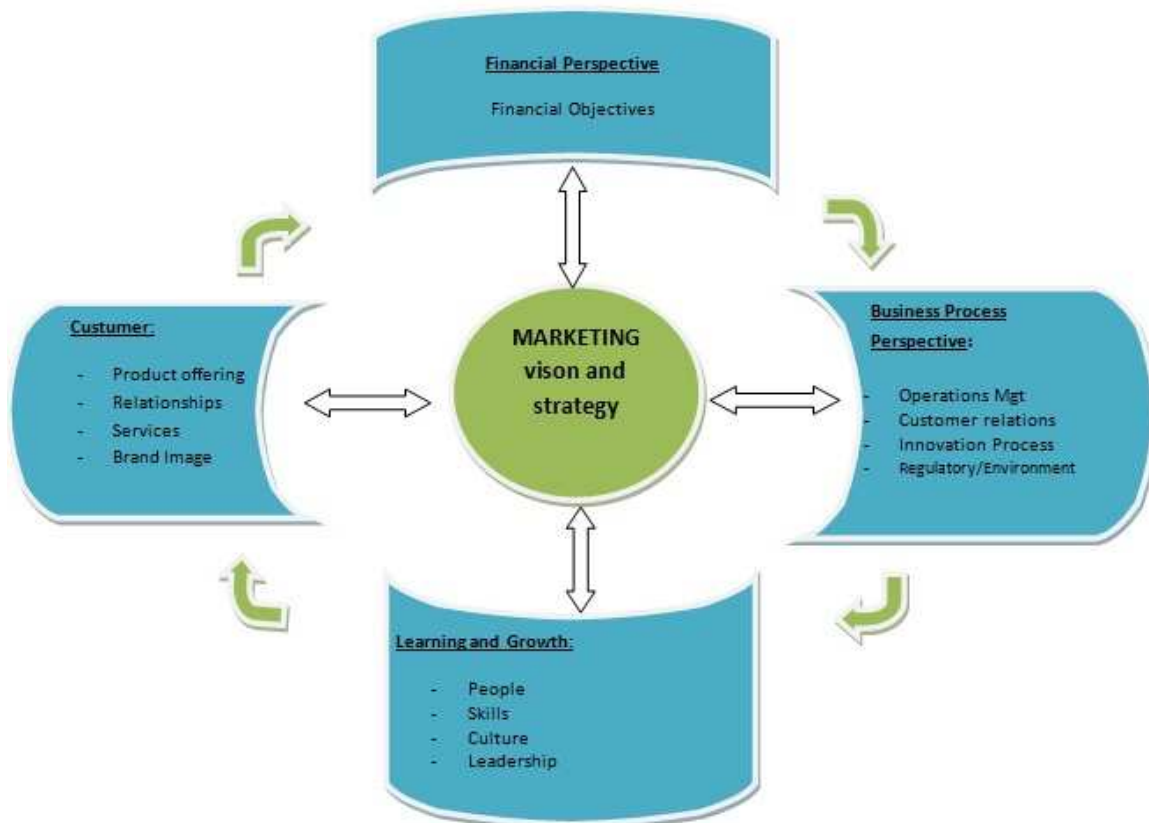 Financial Perspective
Financial Objectives
Custumer:
- Product offering
- Relationships
- Services
- Brand Image
MARKETING
vison and
strategy
Business Process
Perspective:
- Operations Mgt
- Customer relations
- Innovation Process
- Regulatory/Environment
Learning and Growth:
- People
- Skills
- Culture
- Leadership